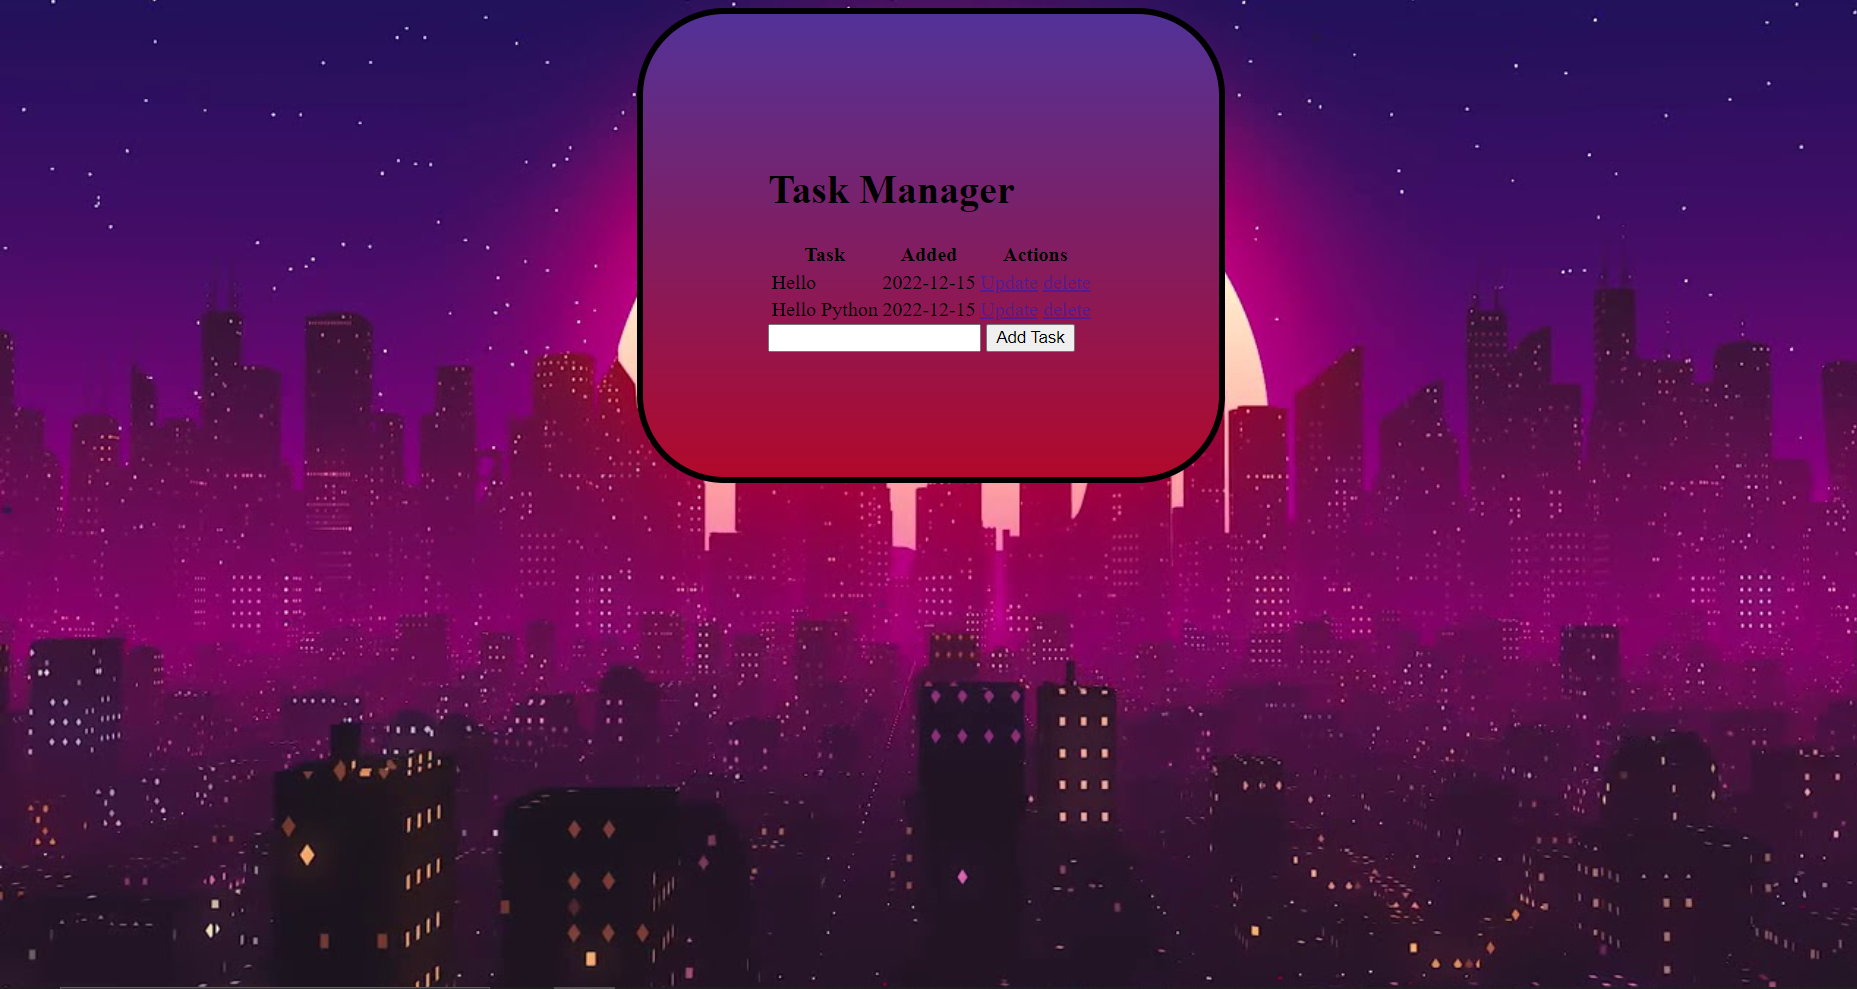 Task Manager
Task Added Actions
Hello 2022-12-15 Update delete
Hello Python 2022-12-15 Update delete
Add Task